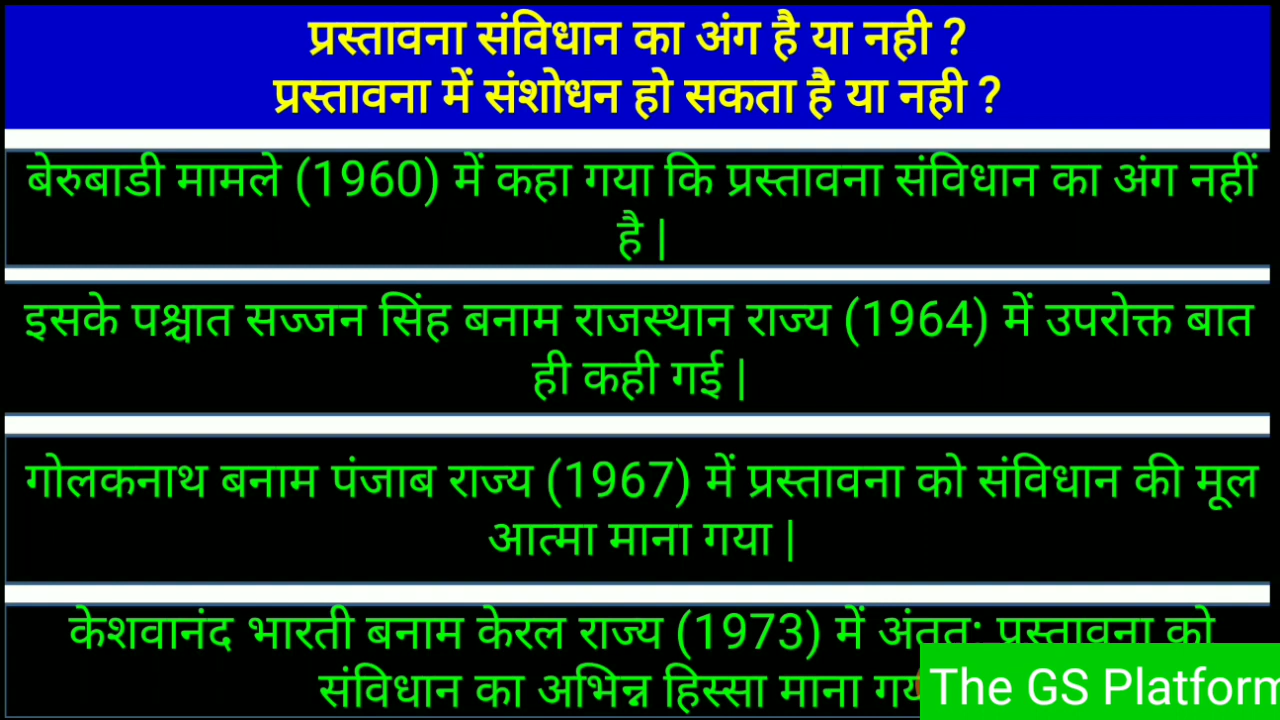 प्रस्तावना संविधान का अंग है या नही ?
प्रस्तावना में संशोधन हो सकता है या नही ?
बेरुबाडी मामले (1960) में कहा गया कि प्रस्तावना संविधान का अंग नहीं
है |
इसके पश्चात सज्जन सिंह बनाम राजस्थान राज्य (1964) में उपरोक्त बात
ही कही गई |
गोलकनाथ बनाम पंजाब राज्य (1967) में प्रस्तावना को संविधान की मूल
आत्मा माना गया |
केशवानंद भारती बनाम केरल राज्य (1973) में अंतत: प्रस्तावना को
संविधान का अभिन्न हिस्सा माना
The GS Platform